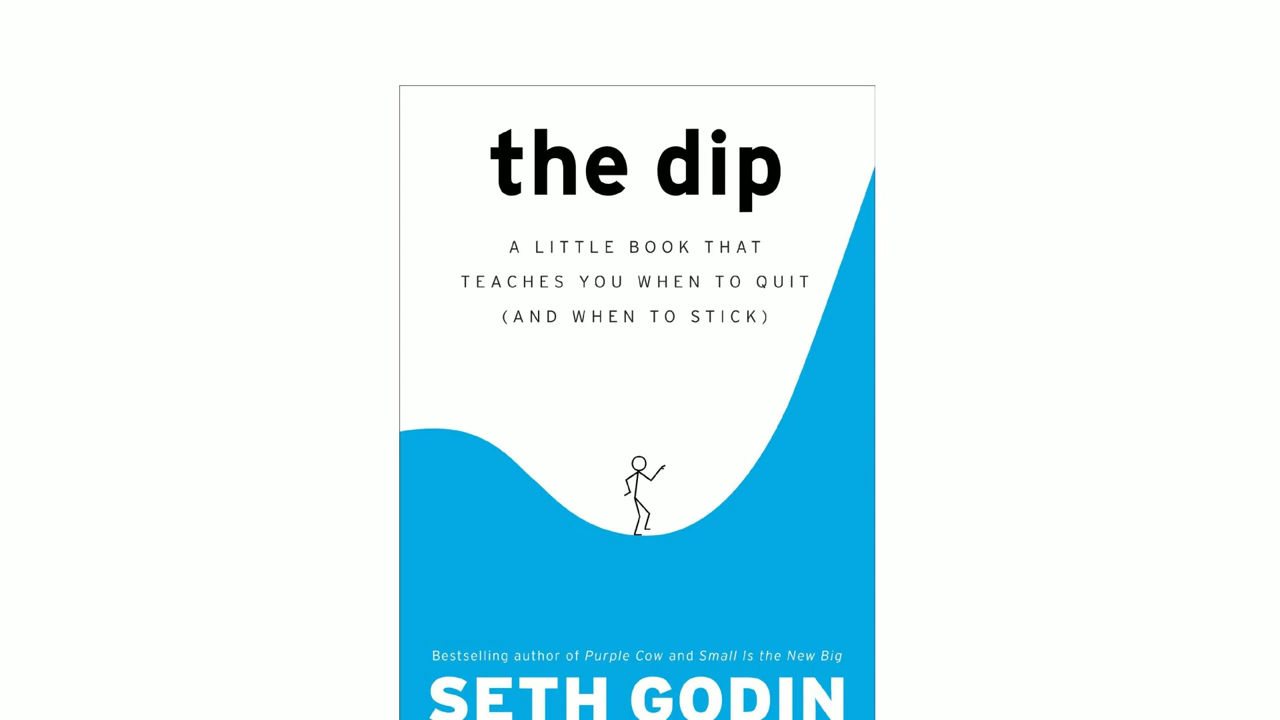 the dip
A LITTLE BOOK THAT
TEACHES YOU WHEN TO QUIT
(AND WHEN TO STICK)
Bestselling author of Purple Cow and Small Is the New Big
SETH GODIN